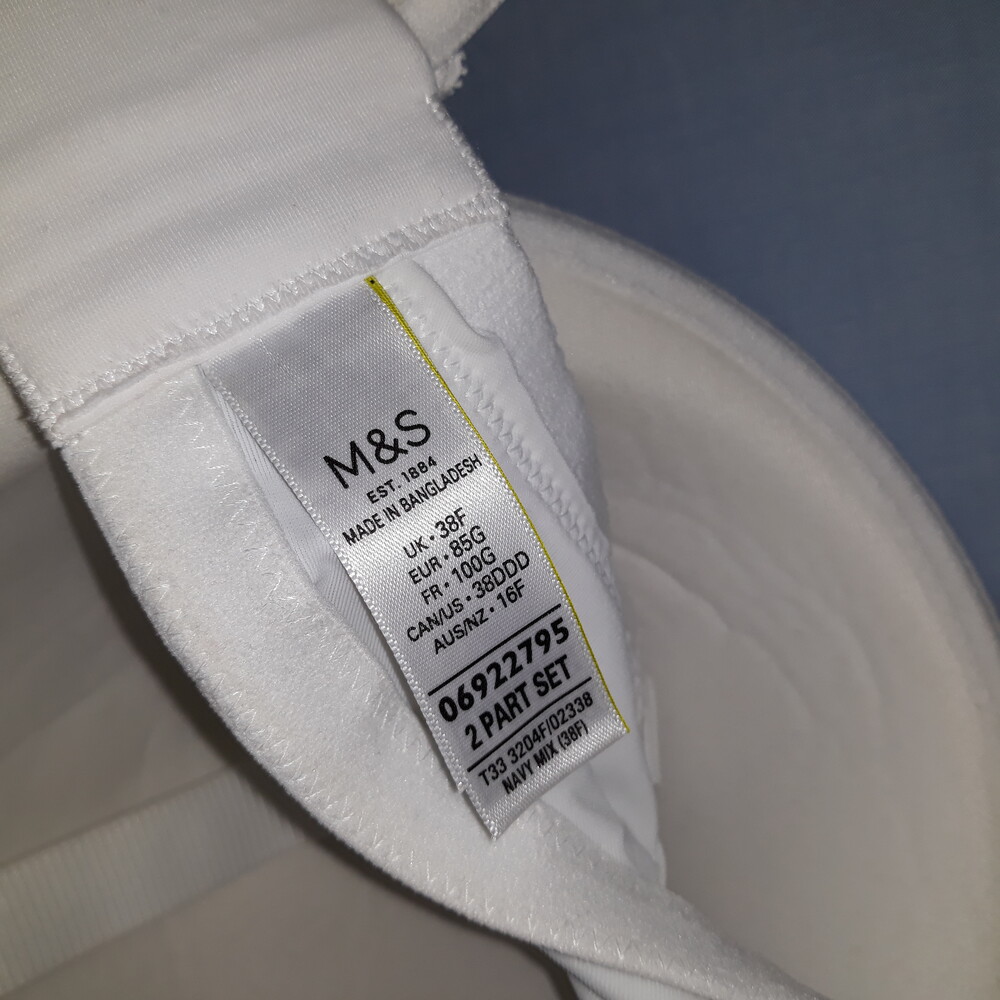 M&S
EST. 1884
MADE IN BANGLADESH
UK • 38F
EUR • 85G
FR • 100G
CAN/US • 38DDD
AUS/NZ • 16F
06922795
2 PART SET
T33 3204F/02338
NAVY MIX (38F)